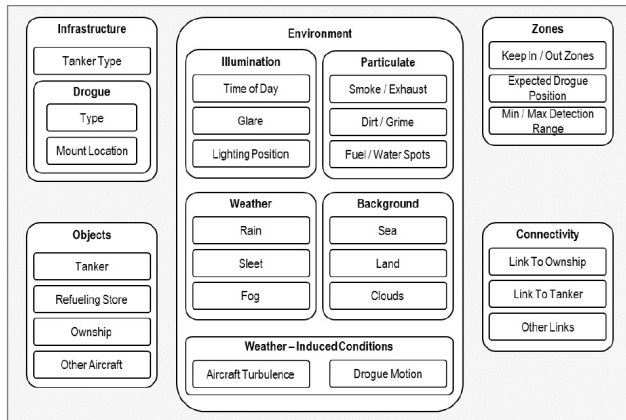 Infrastructure
Tanker Type
Drogue
Type
Mount Location
Objects
Tanker
Refueling Store
Ownship
Other Aircraft
Environment
Illumination
Time of Day
Glare
Lighting Position
Particulate
Smoke / Exhaust
Dirt / Grime
Fuel / Water Spots
Weather
Rain
Sleet
Fog
Background
Sea
Land
Clouds
Weather – Induced Conditions
Aircraft Turbulence
Drogue Motion
Zones
Keep In / Out Zones
Expected Drogue
Position
Min / Max Detection
Range
Connectivity
Link To Ownship
Link To Tanker
Other Links